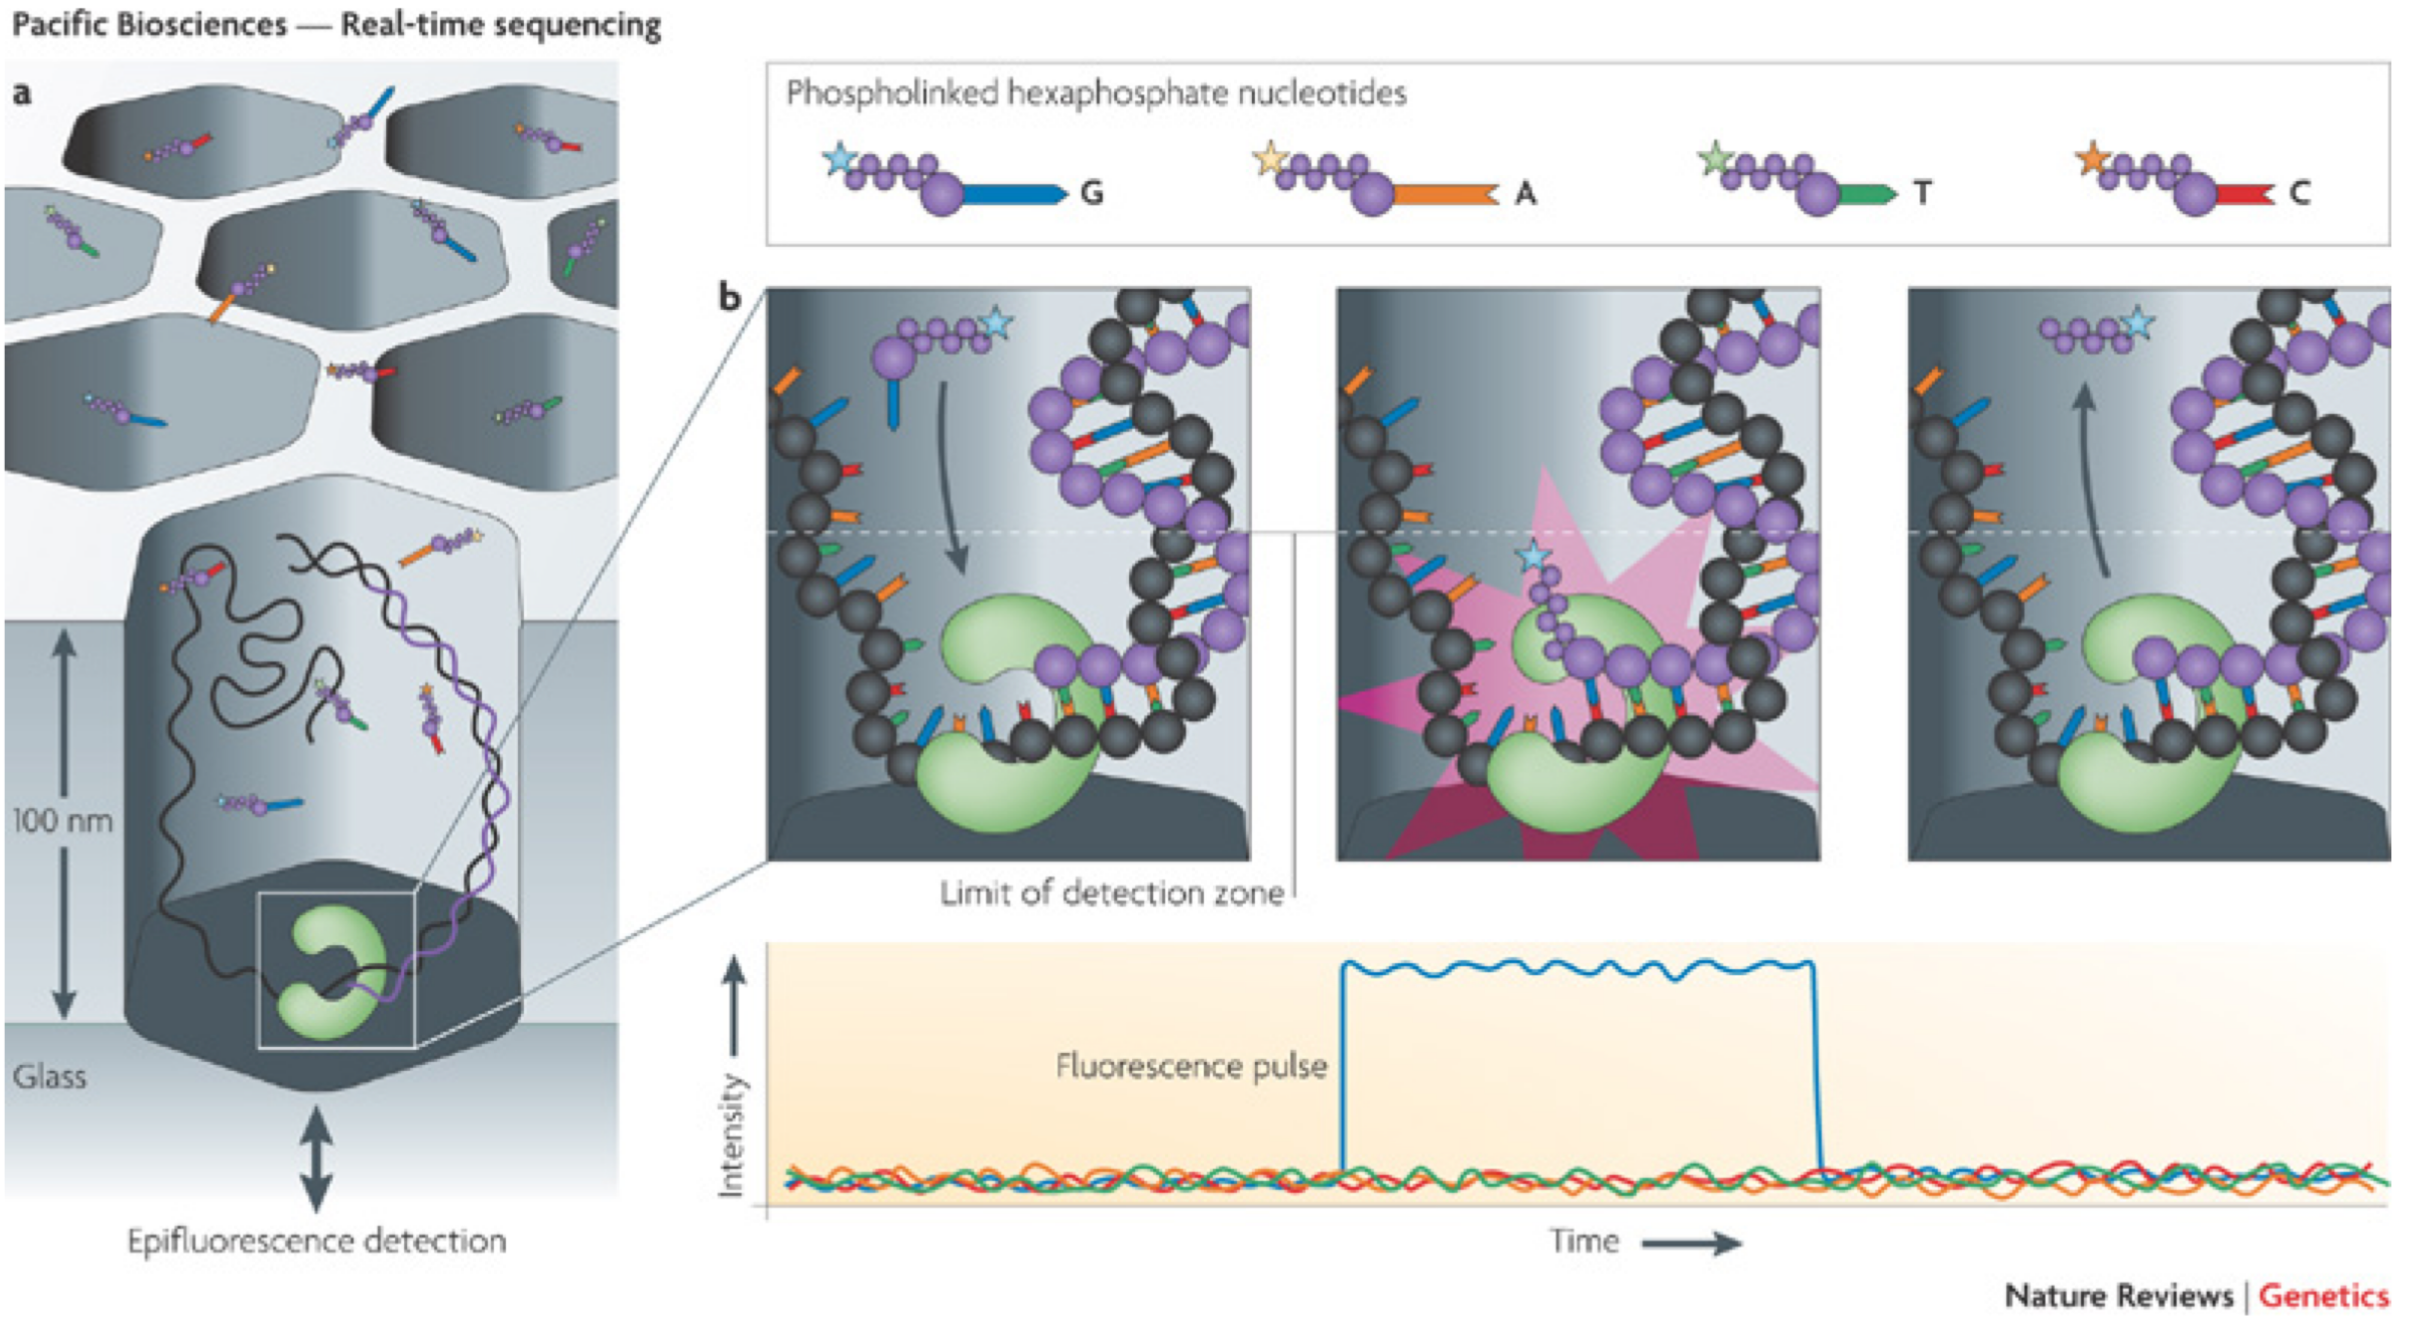 Pacific Biosciences — Real-time sequencing
a
Phospholinked hexaphosphate nucleotides
G
A
T
C
b
100 nm
Limit of detection zone
Glass
Fluorescence pulse
Intensity
Epifluorescence detection
Time
Nature Reviews | Genetics